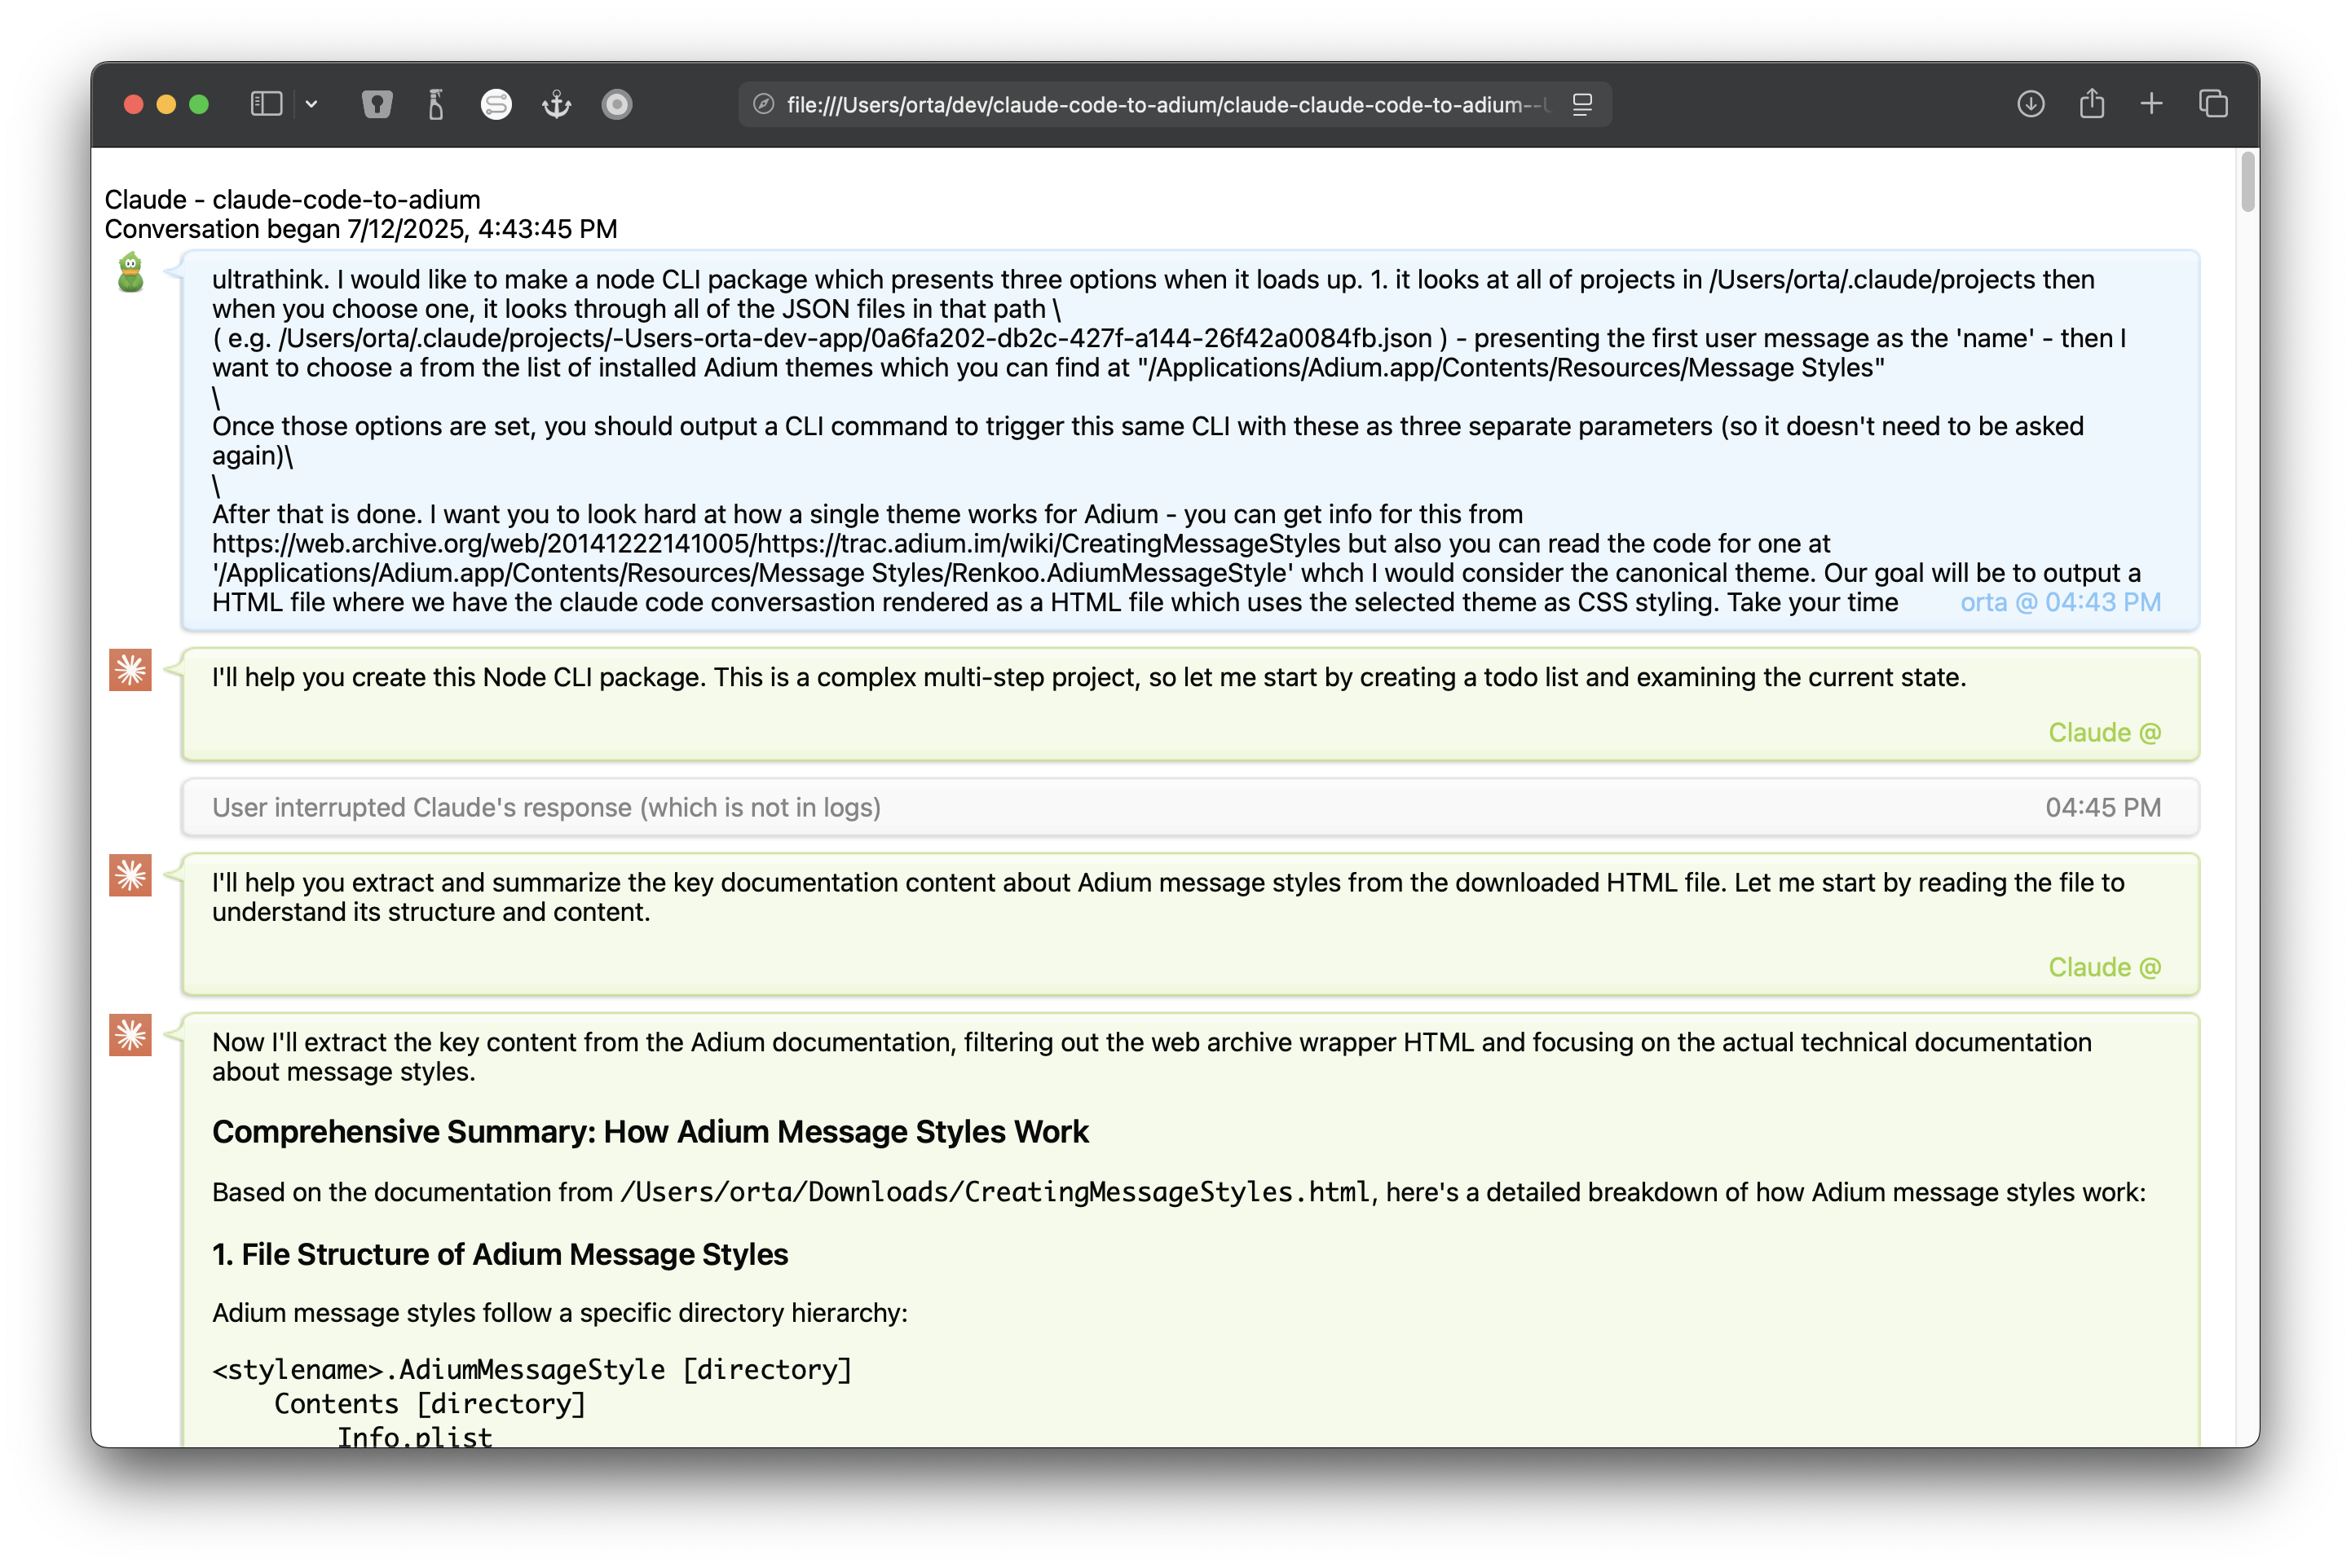 file:///Users/orta/dev/claude-code-to-adium/claude-claude-code-to-adium--
Claude - claude-code-to-adium
Conversation began 7/12/2025, 4:43:45 PM
ultrathink. I would like to make a node CLI package which presents three options when it loads up. 1. it looks at all of projects in /Users/orta/.claude/projects then
when you choose one, it looks through all of the JSON files in that path \
( e.g. /Users/orta/.claude/projects/-Users-orta-dev-app/0a6fa202-db2c-427f-a144-26f42a0084fb.json ) - presenting the first user message as the 'name' - then I
want to choose a from the list of installed Adium themes which you can find at "/Applications/Adium.app/Contents/Resources/Message Styles"
\
Once those options are set, you should output a CLI command to trigger this same CLI with these as three separate parameters (so it doesn't need to be asked
again)\
\
After that is done. I want you to look hard at how a single theme works for Adium - you can get info for this from
https://web.archive.org/web/20141222141005/https://trac.adium.im/wiki/CreatingMessageStyles but also you can read the code for one at
'/Applications/Adium.app/Contents/Resources/Message Styles/Renkoo.AdiumMessageStyle' whch I would consider the canonical theme. Our goal will be to output a
HTML file where we have the claude code conversastion rendered as a HTML file which uses the selected theme as CSS styling. Take your time orta @ 04:43 PM
I'll help you create this Node CLI package. This is a complex multi-step project, so let me start by creating a todo list and examining the current state.
Claude @
User interrupted Claude's response (which is not in logs) 04:45 PM
I'll help you extract and summarize the key documentation content about Adium message styles from the downloaded HTML file. Let me start by reading the file to
understand its structure and content.
Claude @
Now I'll extract the key content from the Adium documentation, filtering out the web archive wrapper HTML and focusing on the actual technical documentation
about message styles.
Comprehensive Summary: How Adium Message Styles Work
Based on the documentation from /Users/orta/Downloads/CreatingMessageStyles.html, here's a detailed breakdown of how Adium message styles work:
1. File Structure of Adium Message Styles
Adium message styles follow a specific directory hierarchy:
<stylename>.AdiumMessageStyle [directory]
Contents [directory]
Info.plist